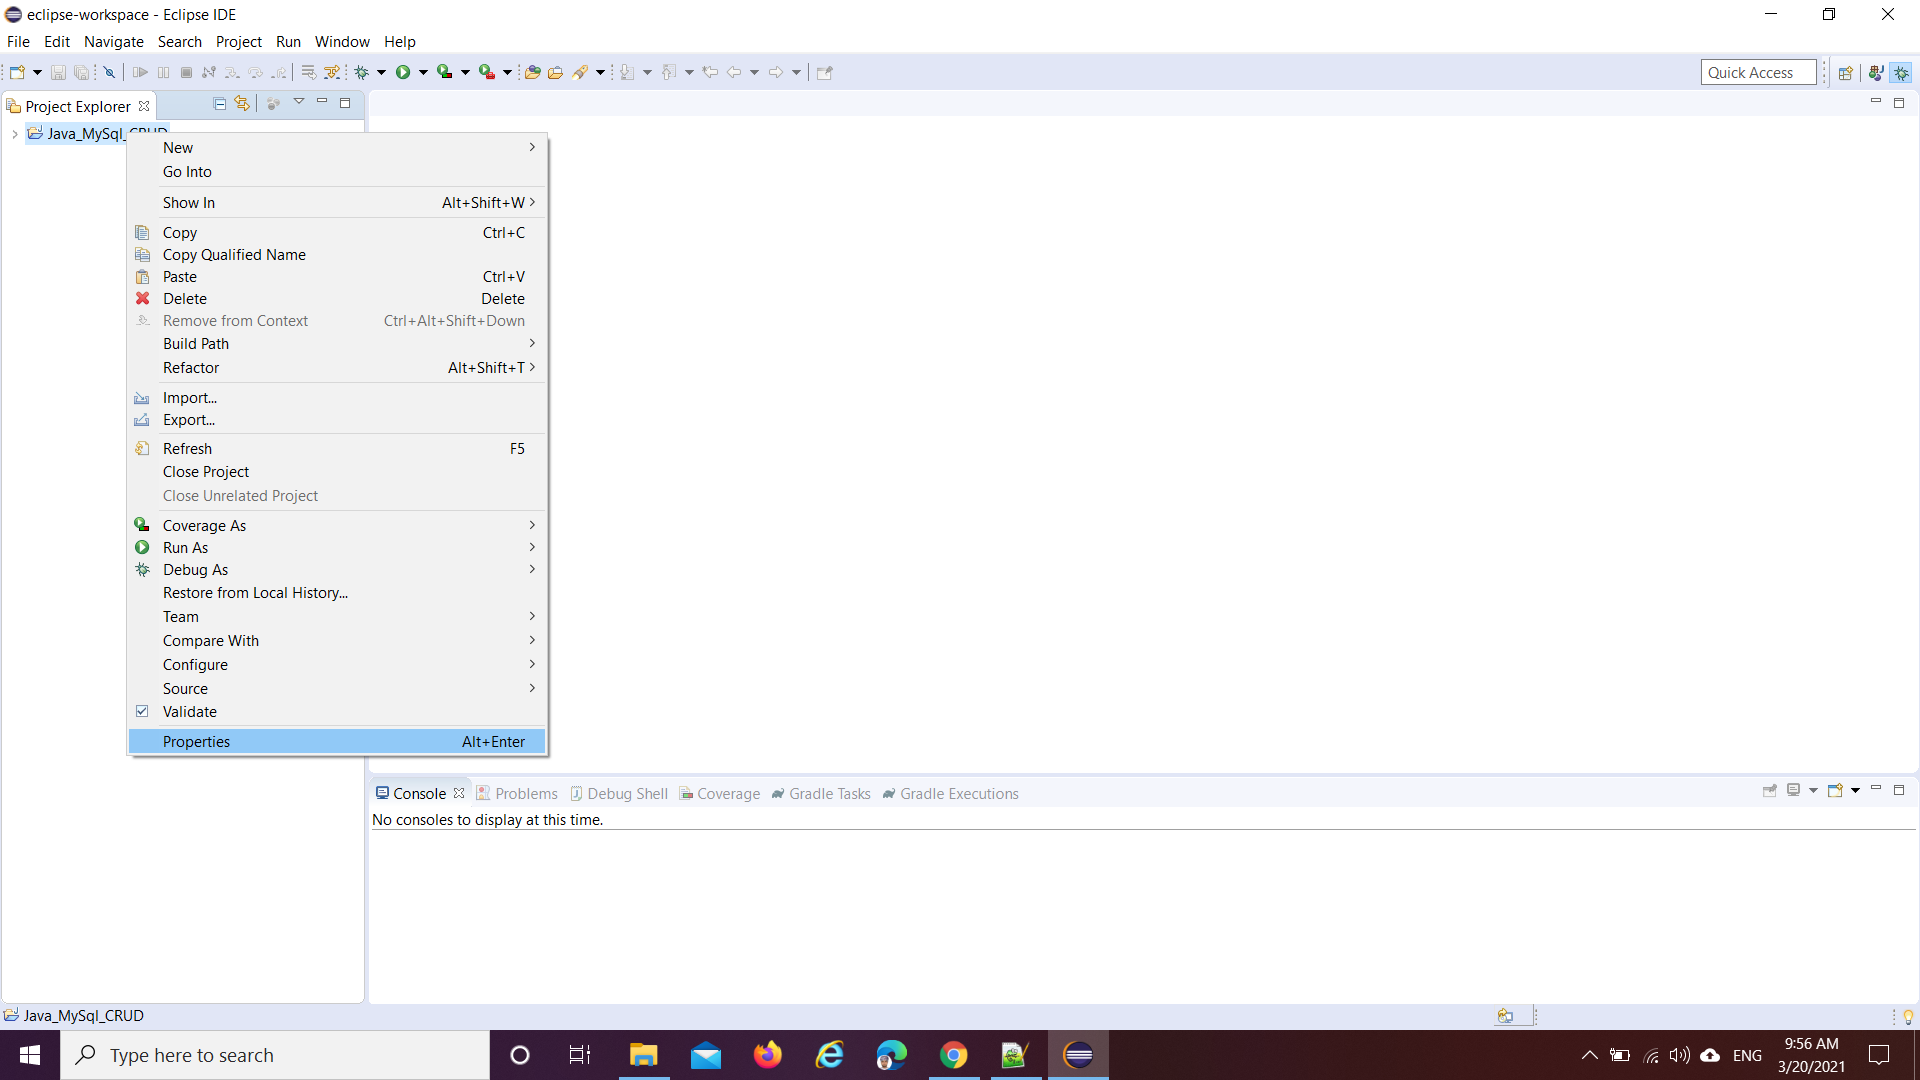 eclipse-workspace - Eclipse IDE
File Edit Navigate Search Project Run Window Help
Quick Access
Project Explorer
Java_MySql_CRUD
New
Go Into
Show In Alt+Shift+W
Copy Ctrl+C
Copy Qualified Name
Paste Ctrl+V
Delete Delete
Remove from Context Ctrl+Alt+Shift+Down
Build Path
Refactor Alt+Shift+T
Import...
Export...
Refresh F5
Close Project
Close Unrelated Project
Coverage As
Run As
Debug As
Restore from Local History...
Team
Compare With
Configure
Source
Validate
Properties Alt+Enter
Console Problems Debug Shell Coverage Gradle Tasks Gradle Executions
No consoles to display at this time.
Java_MySql_CRUD
Type here to search
ENG
9:56 AM
3/20/2021